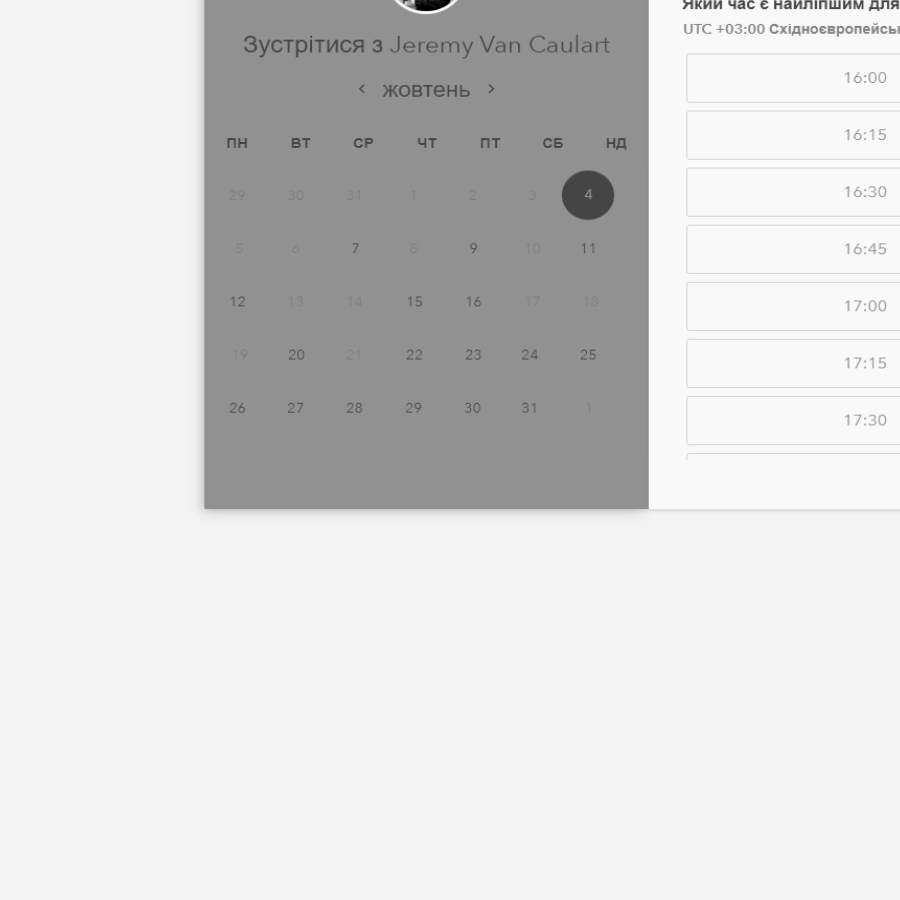 Зустрітися з Jeremy Van Caulart
‹ жовтень ›
ПН ВТ СР ЧТ ПТ СБ НД
29 30 31 1 2 3 4
5 6 7 8 9 10 11
12 13 14 15 16 17 18
19 20 21 22 23 24 25
26 27 28 29 30 31 1
Який час є найліпшим для
UTC +03:00 Східноєвропейсь
16:00
16:15
16:30
16:45
17:00
17:15
17:30